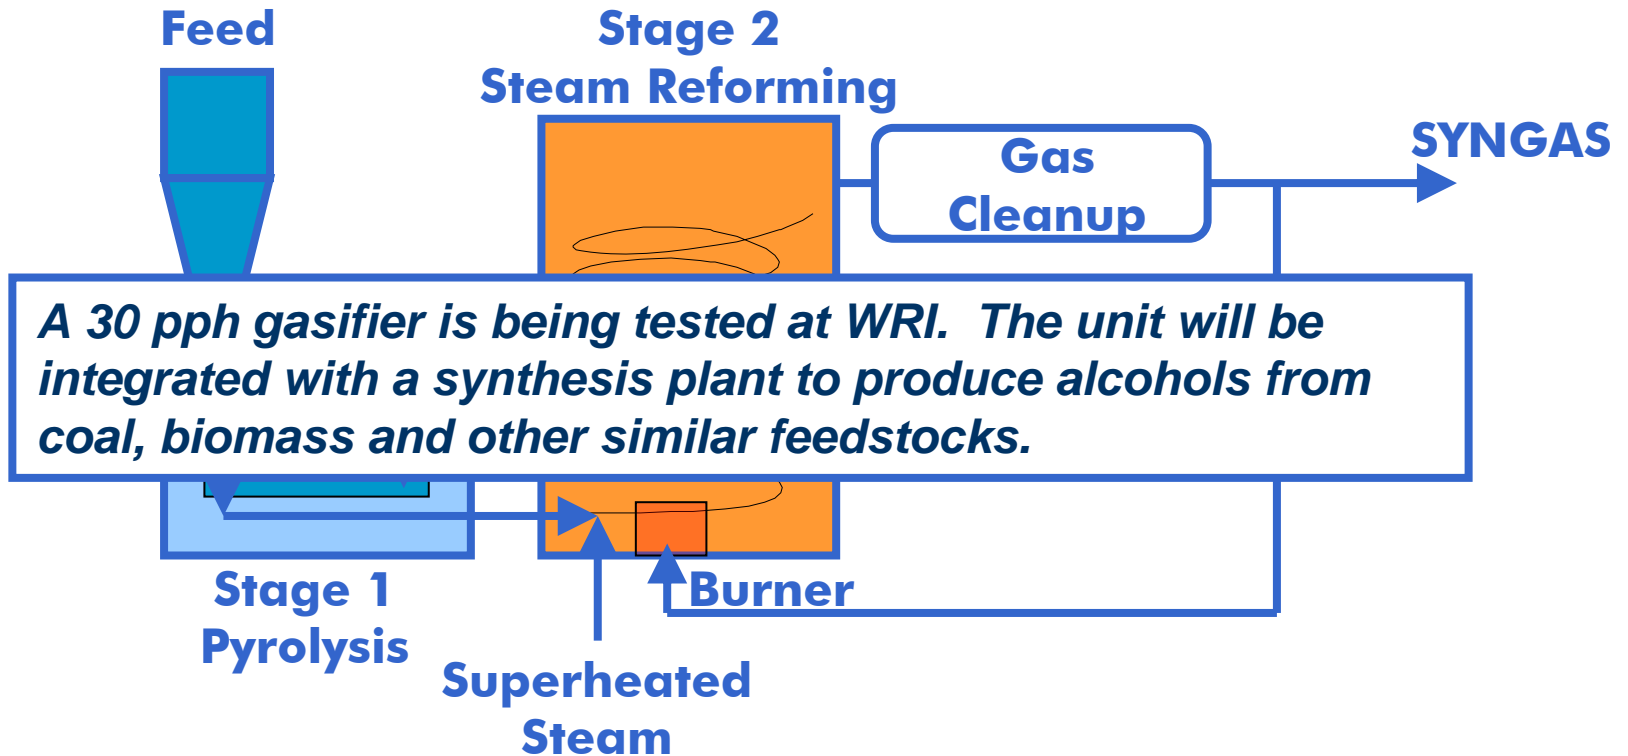 Feed
Stage 2
Steam Reforming
Gas
Cleanup
SYNGAS
A 30 pph gasifier is being tested at WRI.  The unit will be
integrated with a synthesis plant to produce alcohols from
coal, biomass and other similar feedstocks.
Burner
Stage 1
Pyrolysis
Superheated
Steam